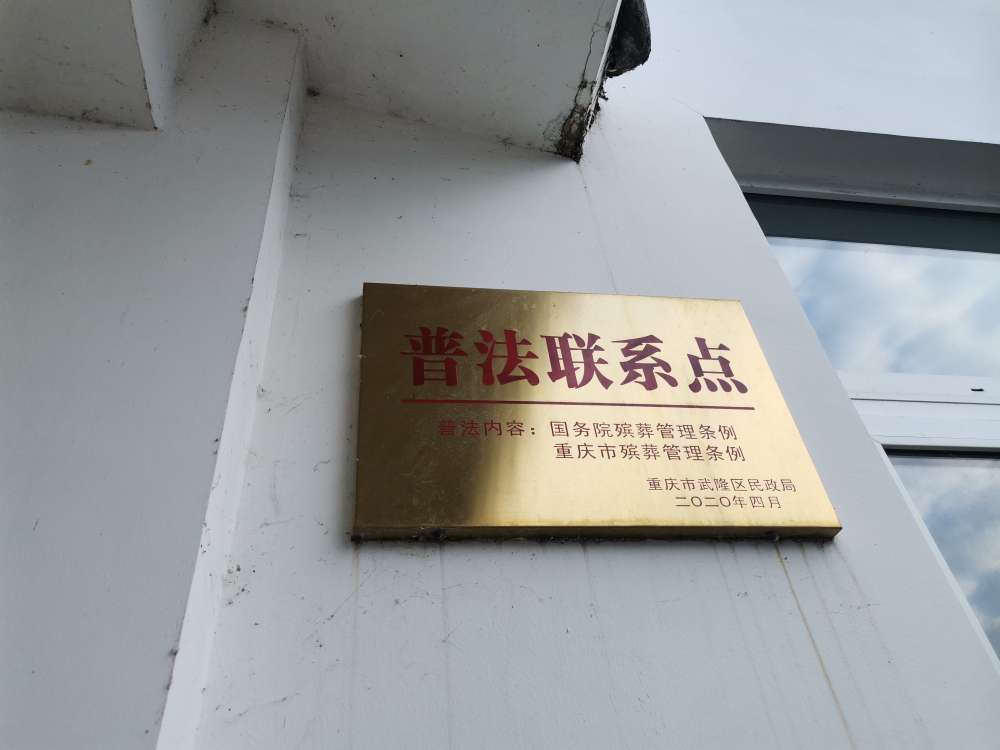 普法联系点
普法内容：国务院殡葬管理条例
重庆市殡葬管理条例
重庆市武隆区民政局
二〇二〇年四月